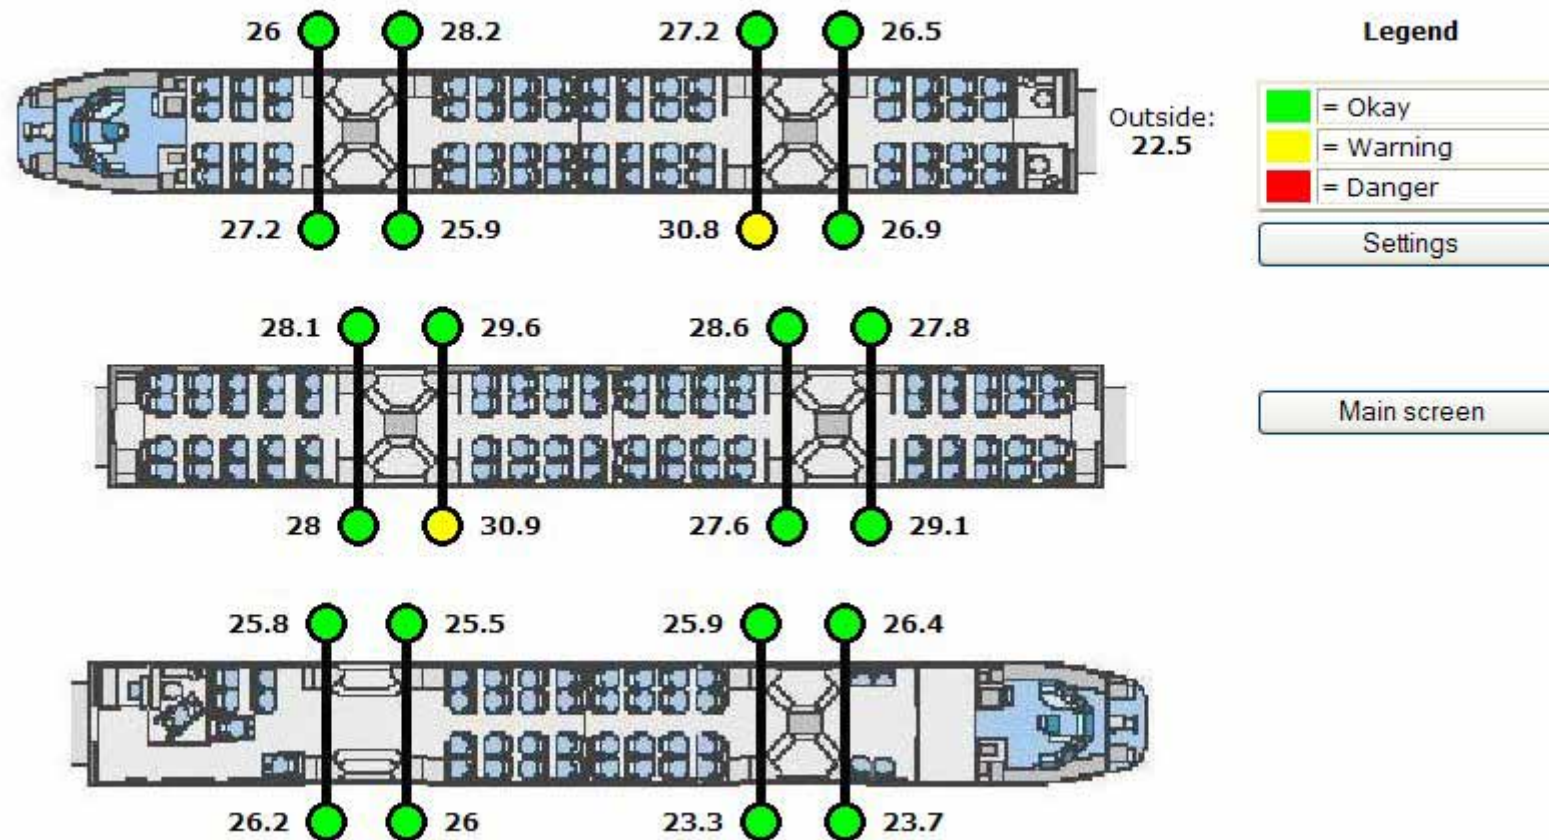 26 28.2 27.2 26.5 Legend
= Okay
Outside:
22.5
= Warning
= Danger
27.2 25.9 30.8 26.9
Settings
28.1 29.6 28.6 27.8
Main screen
28 30.9 27.6 29.1
25.8 25.5 25.9 26.4
26.2 26 23.3 23.7